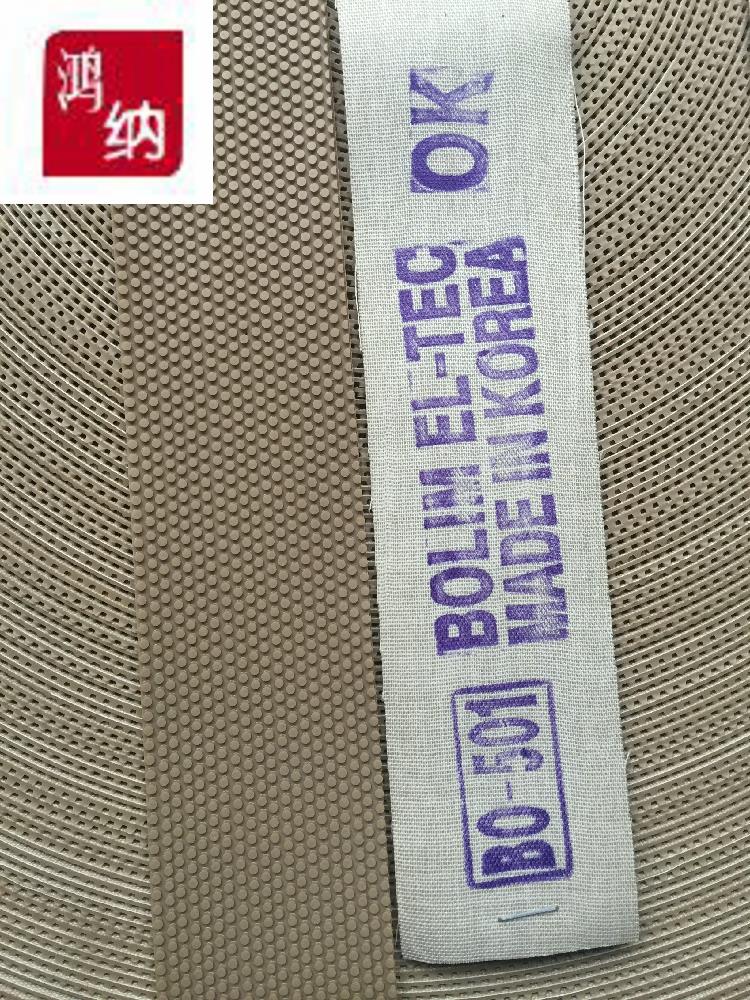 鸿
纳
OK
BOLIM EL-TEC
MADE IN KOREA
BO-501